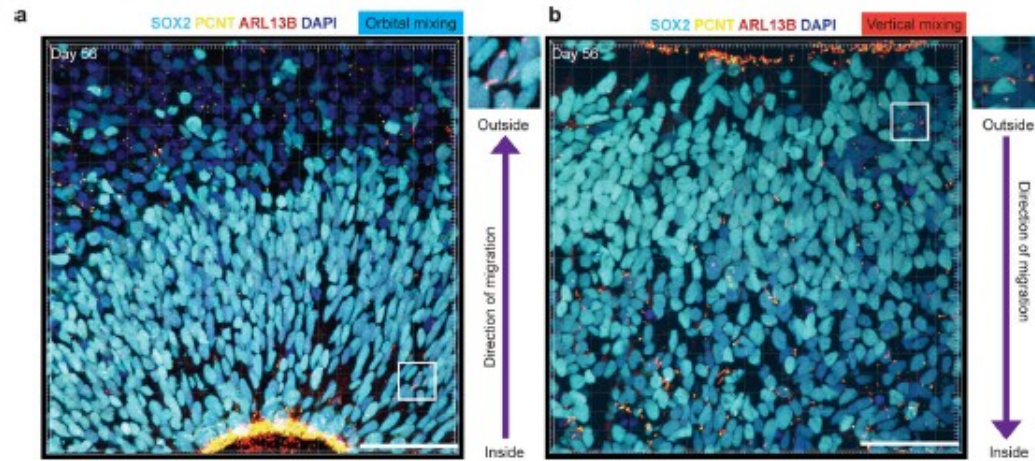 a
SOX2 PCNT ARL13B DAPI
Orbital mixing
Day 56
Outside
Direction of migration
Inside
b
SOX2 PCNT ARL13B DAPI
Vertical mixing
Day 56
Outside
Direction of migration
Inside